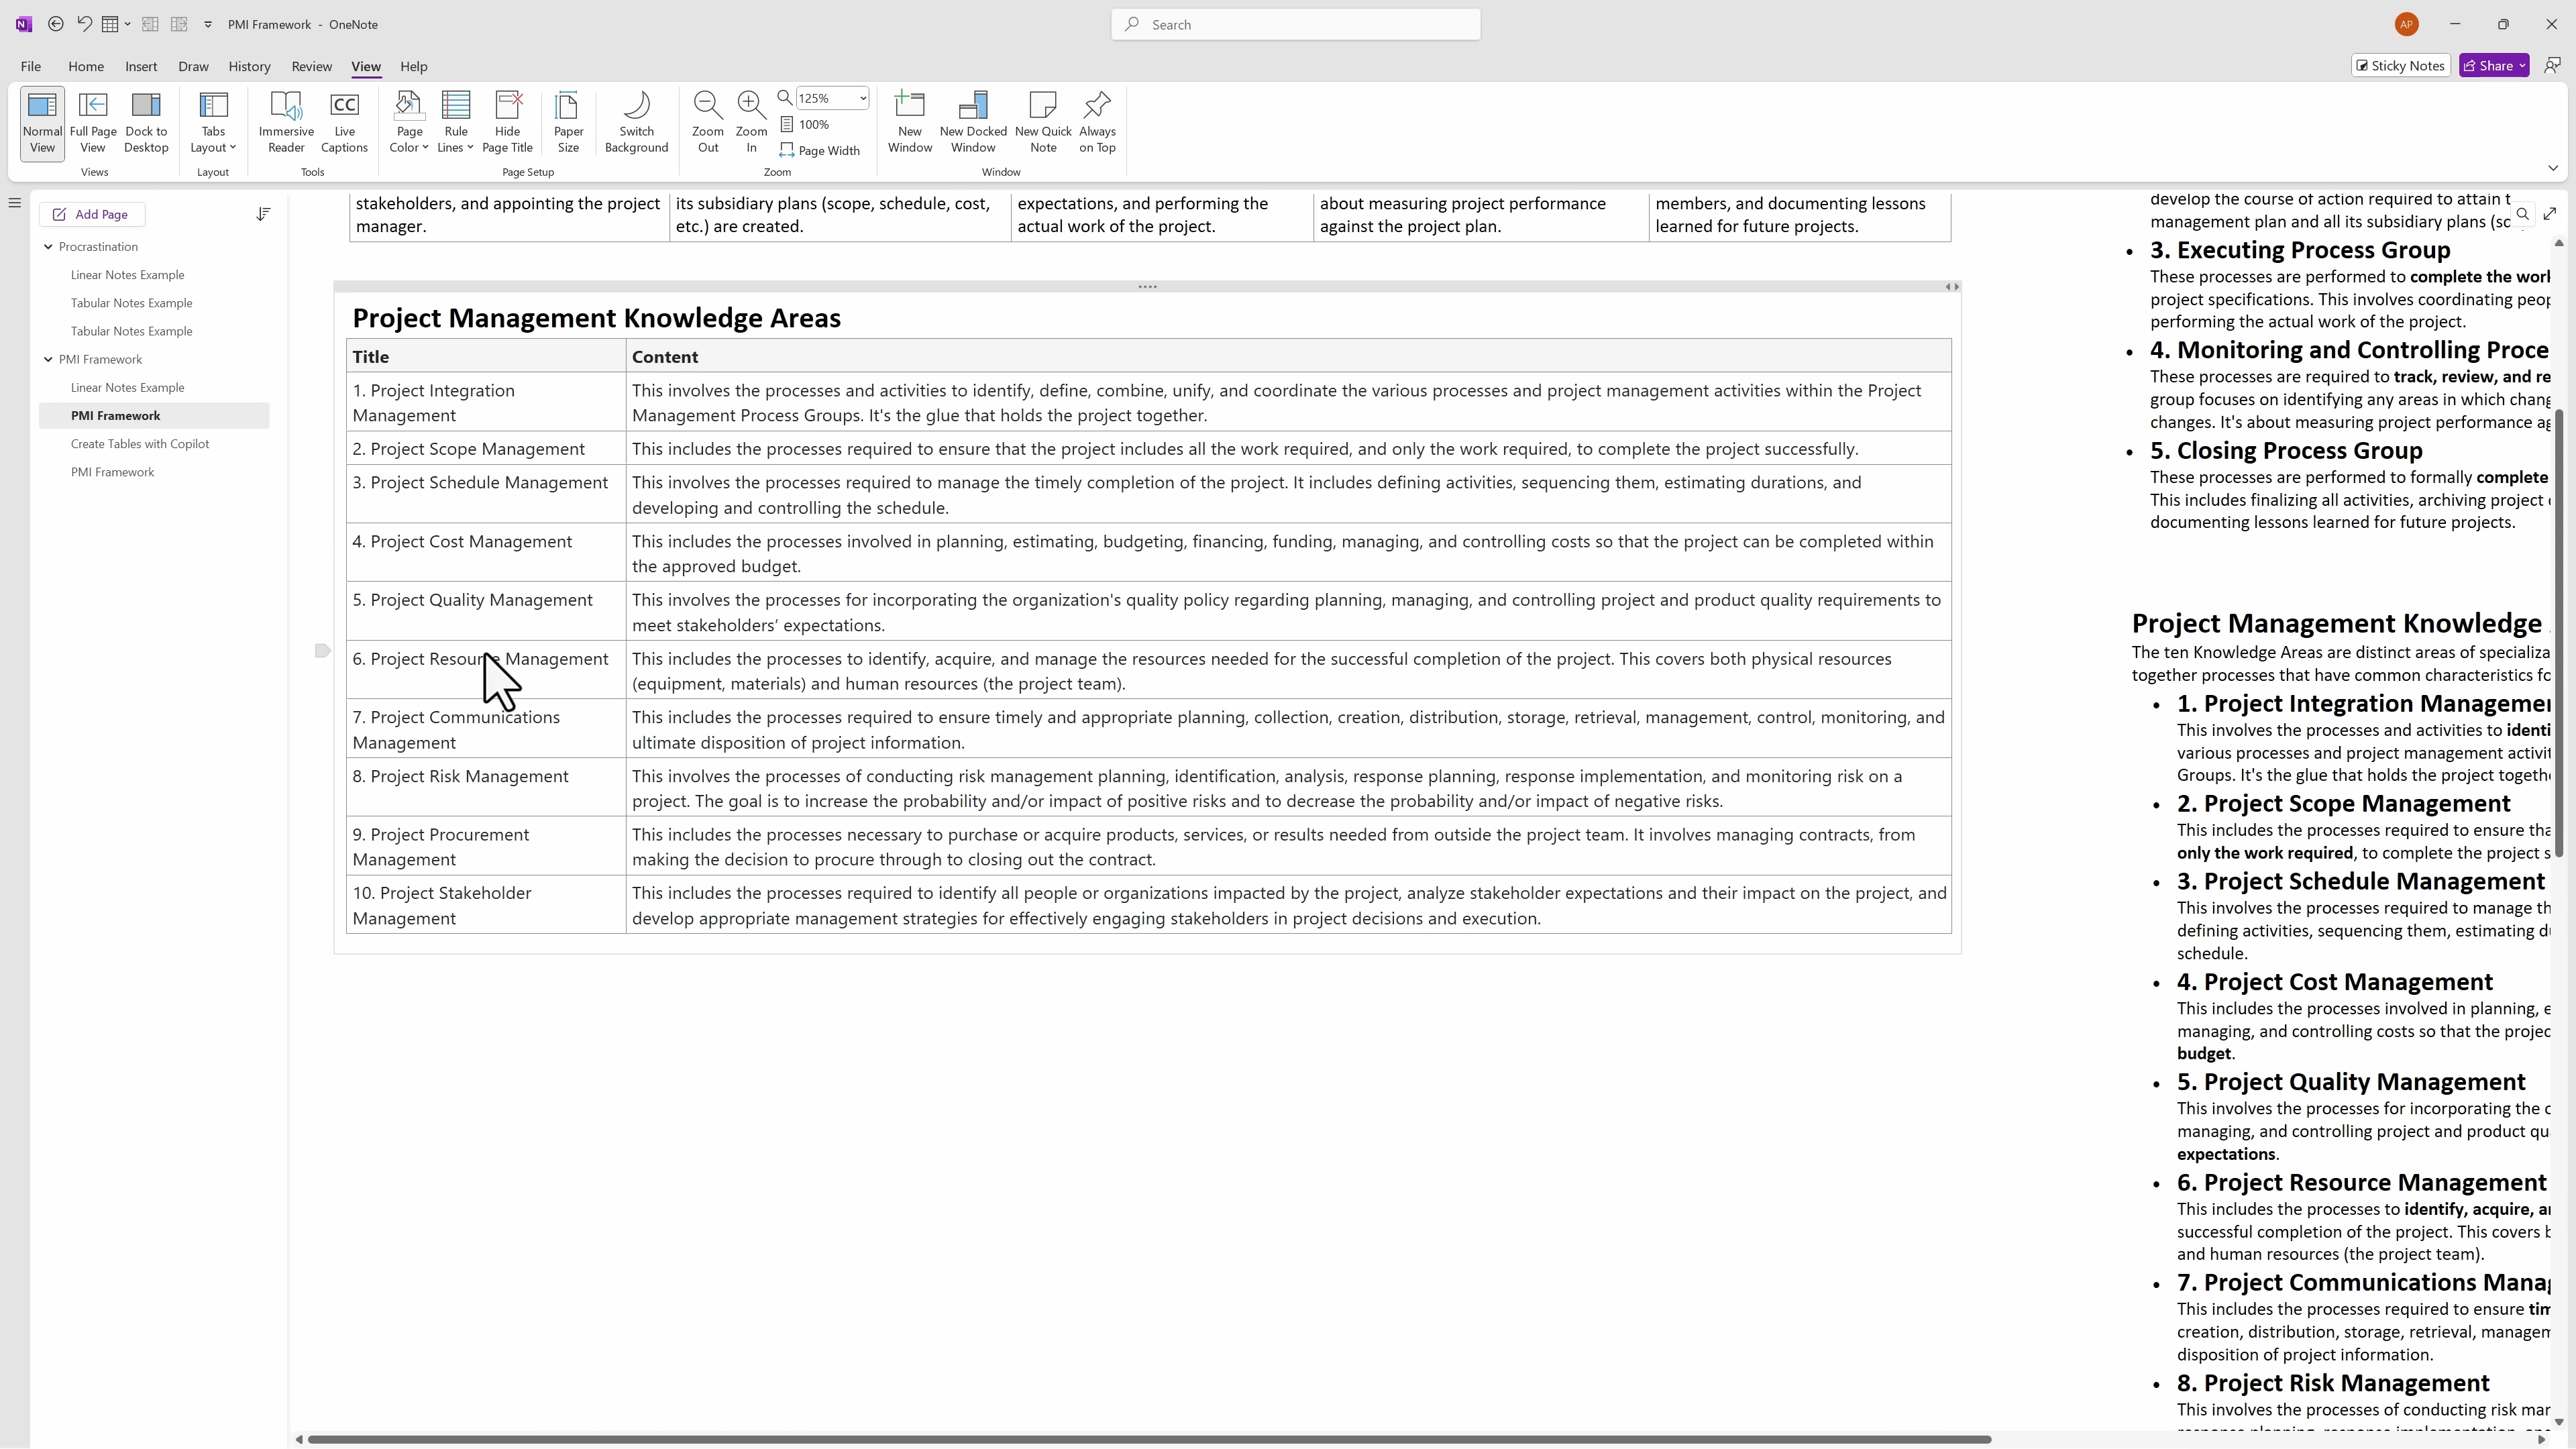 PMI Framework - OneNote
Search
AP
File Home Insert Draw History Review View Help
Sticky Notes
Share
Normal View
Full Page View
Dock to Desktop
Views
Tabs Layout
Layout
Immersive Reader
CC
Live Captions
Tools
Page Color
Rule Lines
Hide Page Title
Paper Size
Switch Background
Page Setup
Zoom Out
Zoom In
125%
100%
Page Width
Zoom
New Window
New Docked Window
New Quick Note
Always on Top
Window
Add Page
Procrastination
Linear Notes Example
Tabular Notes Example
Tabular Notes Example
PMI Framework
Linear Notes Example
PMI Framework
Create Tables with Copilot
PMI Framework
stakeholders, and appointing the project
manager.
its subsidiary plans (scope, schedule, cost,
etc.) are created.
expectations, and performing the
actual work of the project.
about measuring project performance
against the project plan.
members, and documenting lessons
learned for future projects.
Project Management Knowledge Areas
Title
Content
1. Project Integration
Management
This involves the processes and activities to identify, define, combine, unify, and coordinate the various processes and project management activities within the Project
Management Process Groups. It's the glue that holds the project together.
2. Project Scope Management
This includes the processes required to ensure that the project includes all the work required, and only the work required, to complete the project successfully.
3. Project Schedule Management
This involves the processes required to manage the timely completion of the project. It includes defining activities, sequencing them, estimating durations, and
developing and controlling the schedule.
4. Project Cost Management
This includes the processes involved in planning, estimating, budgeting, financing, funding, managing, and controlling costs so that the project can be completed within
the approved budget.
5. Project Quality Management
This involves the processes for incorporating the organization's quality policy regarding planning, managing, and controlling project and product quality requirements to
meet stakeholders’ expectations.
6. Project Resource Management
This includes the processes to identify, acquire, and manage the resources needed for the successful completion of the project. This covers both physical resources
(equipment, materials) and human resources (the project team).
7. Project Communications
Management
This includes the processes required to ensure timely and appropriate planning, collection, creation, distribution, storage, retrieval, management, control, monitoring, and
ultimate disposition of project information.
8. Project Risk Management
This involves the processes of conducting risk management planning, identification, analysis, response planning, response implementation, and monitoring risk on a
project. The goal is to increase the probability and/or impact of positive risks and to decrease the probability and/or impact of negative risks.
9. Project Procurement
Management
This includes the processes necessary to purchase or acquire products, services, or results needed from outside the project team. It involves managing contracts, from
making the decision to procure through to closing out the contract.
10. Project Stakeholder
Management
This includes the processes required to identify all people or organizations impacted by the project, analyze stakeholder expectations and their impact on the project, and
develop appropriate management strategies for effectively engaging stakeholders in project decisions and execution.
develop the course of action required to attain
management plan and all its subsidiary plans
• 3. Executing Process Group
These processes are performed to complete the work
project specifications. This involves coordinating
performing the actual work of the project.
• 4. Monitoring and Controlling
These processes are required to track, review, and
group focuses on identifying any areas in which
changes. It's about measuring project performance
• 5. Closing Process Group
These processes are performed to formally complete
This includes finalizing all activities, archiving project
documenting lessons learned for future projects.
Project Management Knowledge
The ten Knowledge Areas are distinct areas of
together processes that have common characteristics
• 1. Project Integration
This involves the processes and activities to
various processes and project management
Groups. It's the glue that holds the project
• 2. Project Scope Management
This includes the processes required to ensure
only the work required, to complete the project
• 3. Project Schedule Management
This involves the processes required to manage
defining activities, sequencing them, estimating
schedule.
• 4. Project Cost Management
This includes the processes involved in planning,
managing, and controlling costs so that the
budget.
• 5. Project Quality Management
This involves the processes for incorporating the
managing, and controlling project and product
expectations.
• 6. Project Resource Management
This includes the processes to identify, acquire,
successful completion of the project. This covers
and human resources (the project team).
• 7. Project Communications
This includes the processes required to ensure
creation, distribution, storage, retrieval,
disposition of project information.
• 8. Project Risk Management
This involves the processes of conducting risk